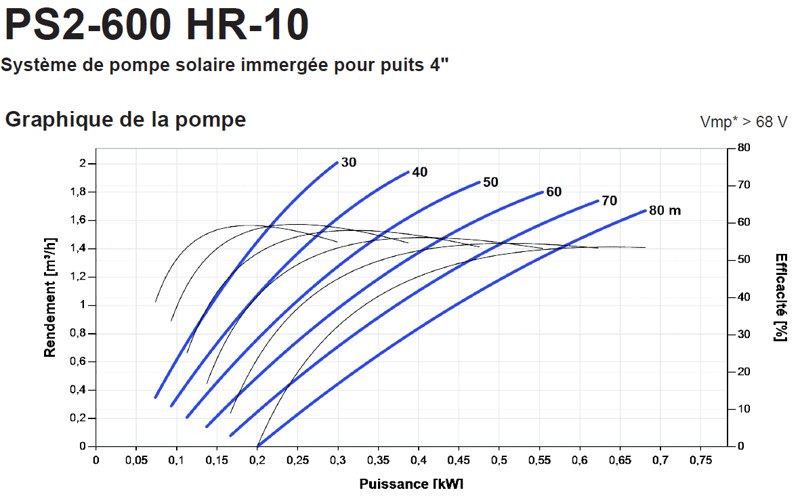 PS2-600 HR-10
Système de pompe solaire immergée pour puits 4"
Graphique de la pompe
Vmp* > 68 V
80
2
30
40
50
60
70
80 m
70
1,8
1,6
60
1,4
50
1,2
1
40
0,8
30
0,6
20
0,4
10
0,2
0
0
Rendement [m³/h]
Efficacité [%]
0 0,05 0,1 0,15 0,2 0,25 0,3 0,35 0,4 0,45 0,5 0,55 0,6 0,65 0,7 0,75
Puissance [kW]